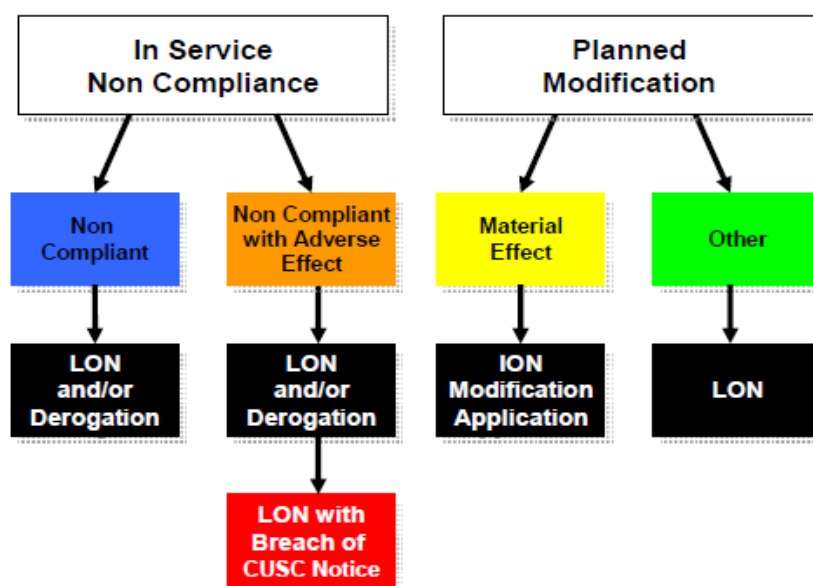 In Service
Non Compliance
Planned
Modification
Non
Compliant
Non Compliant
with Adverse
Effect
Material
Effect
Other
LON
and/or
Derogation
LON
and/or
Derogation
ION
Modification
Application
LON
LON with
Breach of
CUSC Notice